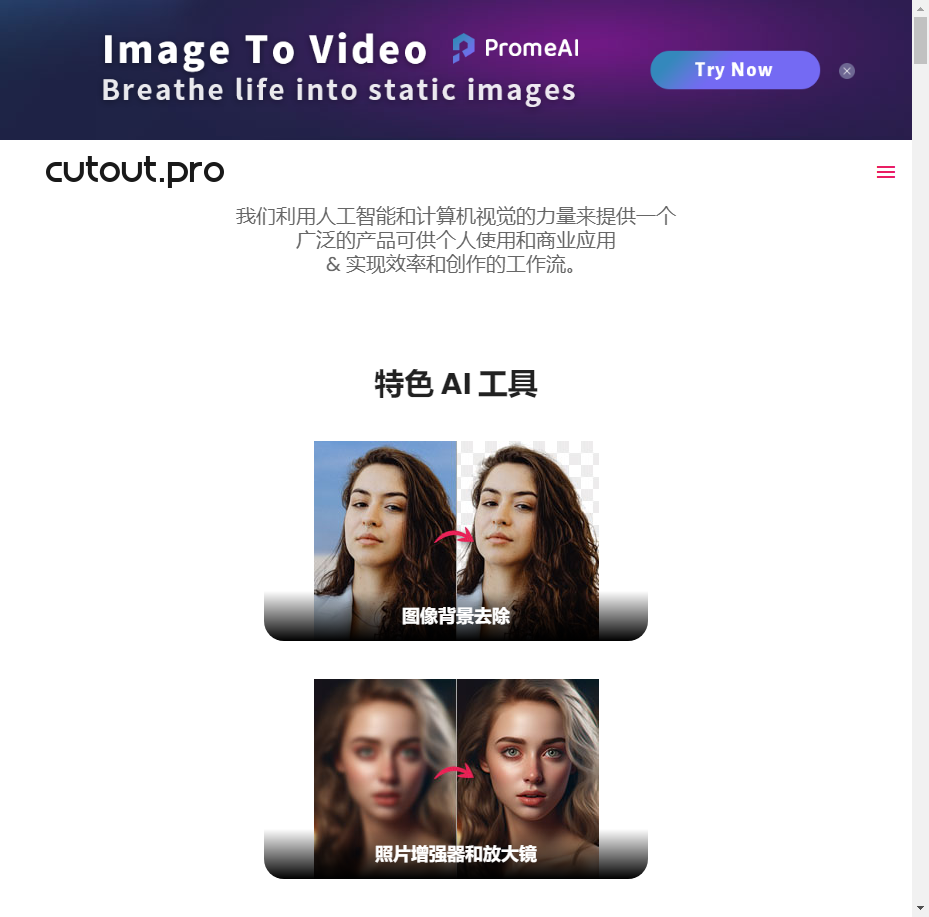 Image To Video
PromeAI
Breathe life into static images
Try Now
cutout.pro
我们利用人工智能和计算机视觉的力量来提供一个
广泛的产品可供个人使用和商业应用
& 实现效率和创作的工作流。
特色 AI 工具
图像背景去除
照片增强器和放大镜